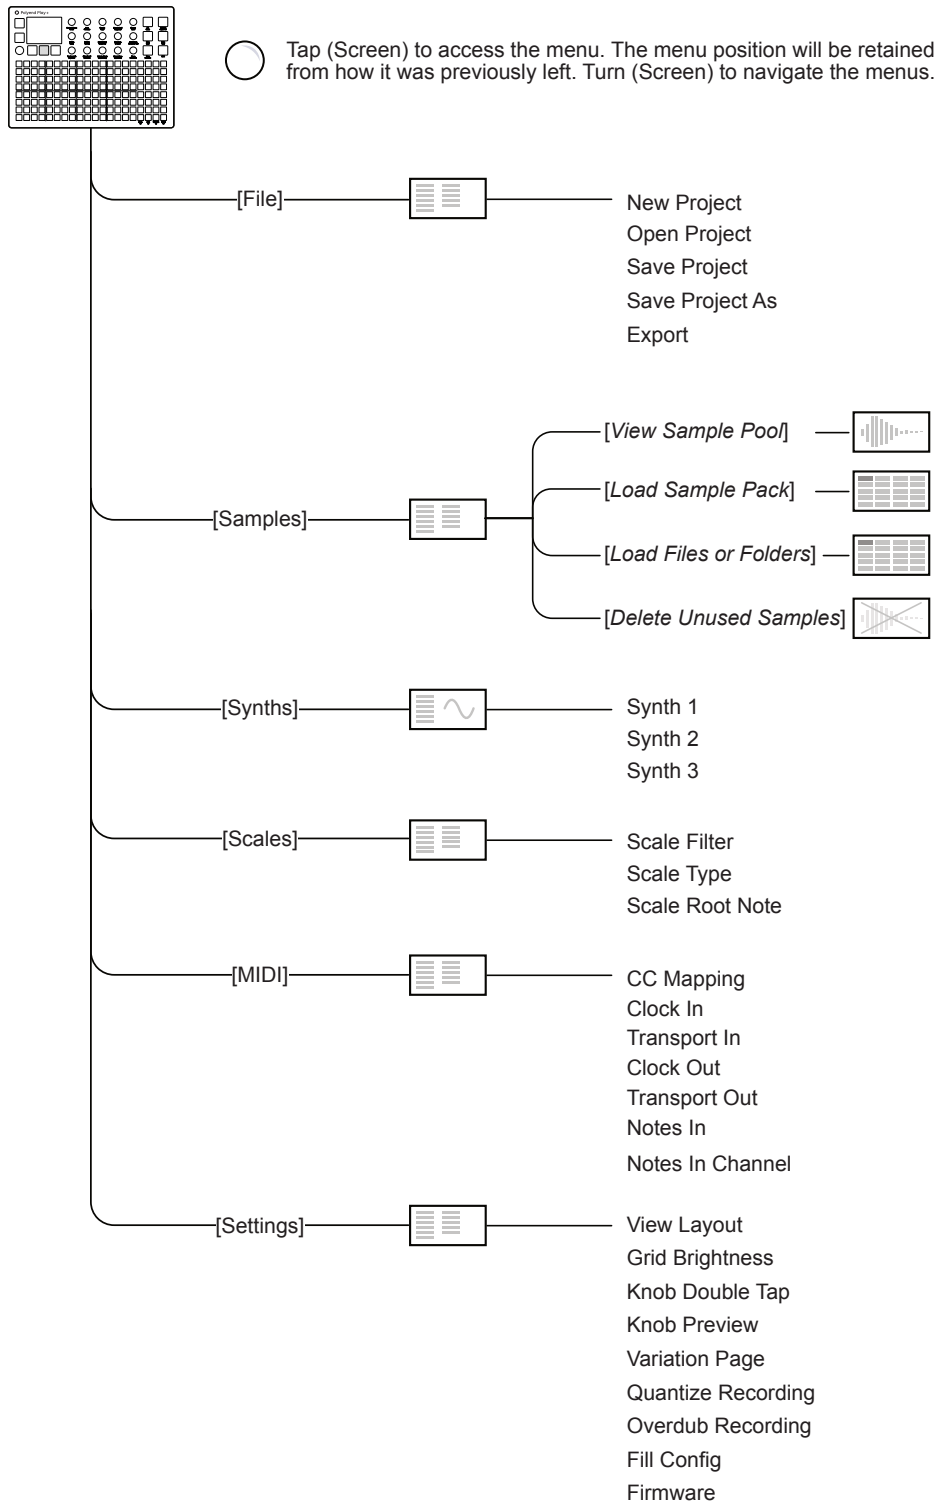 Polyend Play+
Tap (Screen) to access the menu. The menu position will be retained
from how it was previously left. Turn (Screen) to navigate the menus.
[File]
New Project
Open Project
Save Project
Save Project As
Export
[Samples]
[View Sample Pool]
[Load Sample Pack]
[Load Files or Folders]
[Delete Unused Samples]
[Synths]
Synth 1
Synth 2
Synth 3
[Scales]
Scale Filter
Scale Type
Scale Root Note
[MIDI]
CC Mapping
Clock In
Transport In
Clock Out
Transport Out
Notes In
Notes In Channel
[Settings]
View Layout
Grid Brightness
Knob Double Tap
Knob Preview
Variation Page
Quantize Recording
Overdub Recording
Fill Config
Firmware